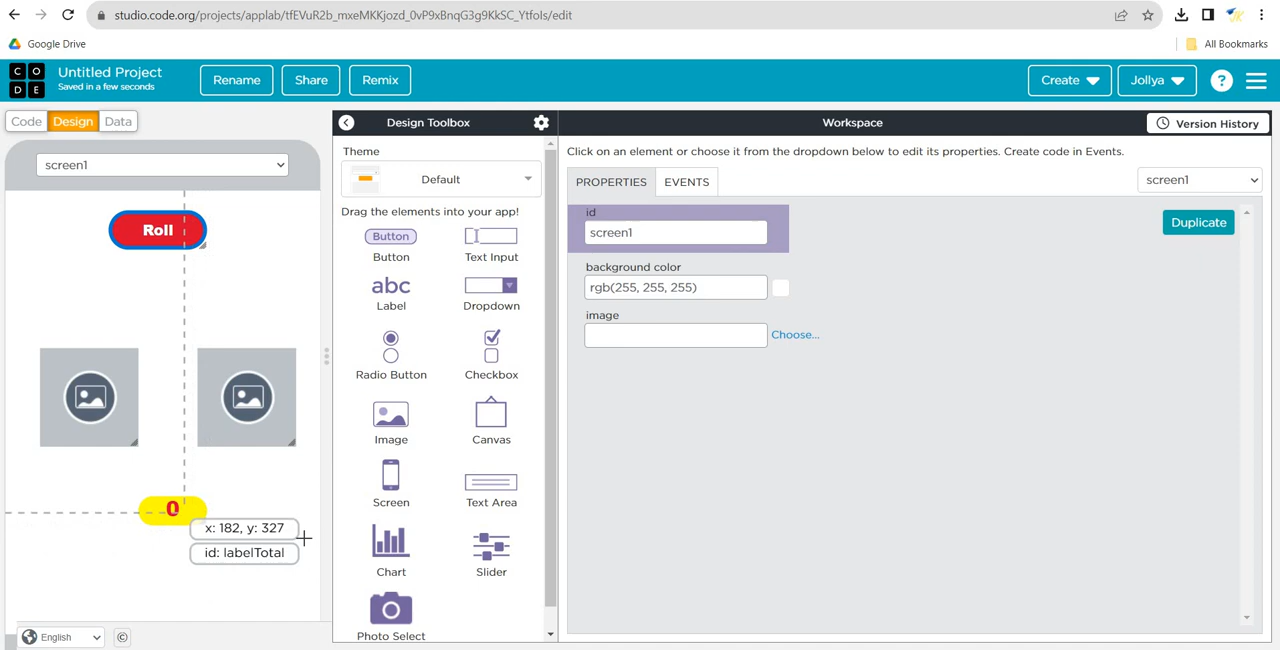 studio.code.org/projects/applab/tfEVuR2b_mxeMKKjozd_0vP9xBnqG3g9KkSC_Ytfols/edit
Google Drive
All Bookmarks
CODE
Untitled Project
Saved in a few seconds
Rename
Share
Remix
Create
Jollya
?
Code
Design
Data
Design Toolbox
Workspace
Version History
screen1
Roll
0
x: 182, y: 327
id: labelTotal
English
©
Theme
Default
Drag the elements into your app!
Button
Button
Text Input
abc
Label
Dropdown
Radio Button
Checkbox
Image
Canvas
Screen
Text Area
Chart
Slider
Photo Select
Click on an element or choose it from the dropdown below to edit its properties. Create code in Events.
PROPERTIES
EVENTS
screen1
id
screen1
Duplicate
background color
rgb(255, 255, 255)
image
Choose...